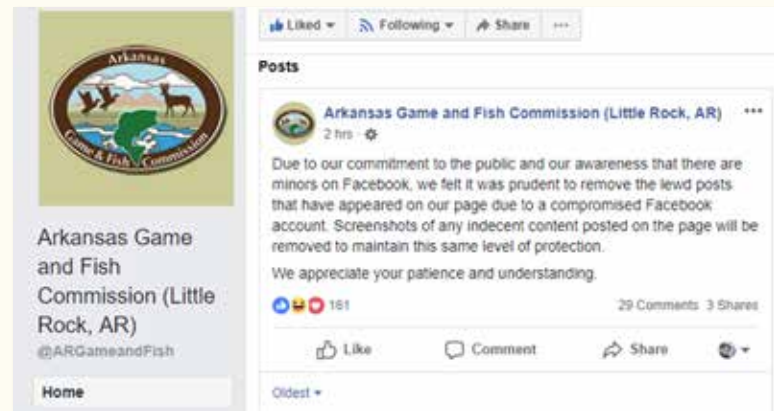 Arkansas
Game & Fish Commission
Arkansas Game
and Fish
Commission (Little
Rock, AR)
@ARGameandFish
Home
Liked
Following
Share
Posts
Arkansas Game and Fish Commission (Little Rock, AR)
2 hrs ·
Due to our commitment to the public and our awareness that there are
minors on Facebook, we felt it was prudent to remove the lewd posts
that have appeared on our page due to a compromised Facebook
account. Screenshots of any indecent content posted on the page will be
removed to maintain this same level of protection.
We appreciate your patience and understanding.
161
29 Comments 3 Shares
Like
Comment
Share
Oldest